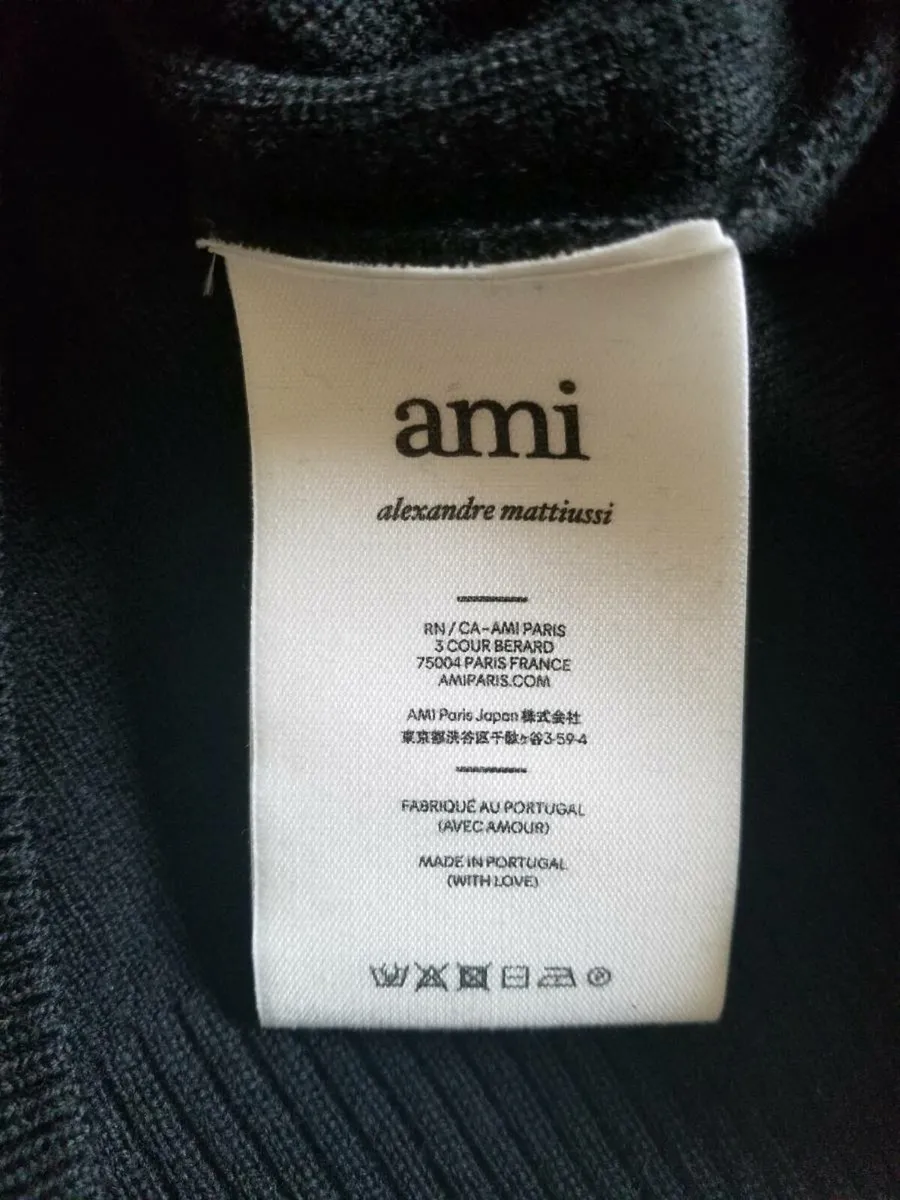 ami
alexandre mattiussi
RN / CA-AMI PARIS
3 COUR BERARD
75004 PARIS FRANCE
AMIPARIS.COM
AMI Paris Japan 株式会社
東京都渋谷区千駄ヶ谷3-59-4
FABRIQUÉ AU PORTUGAL
(AVEC AMOUR)
MADE IN PORTUGAL
(WITH LOVE)
P